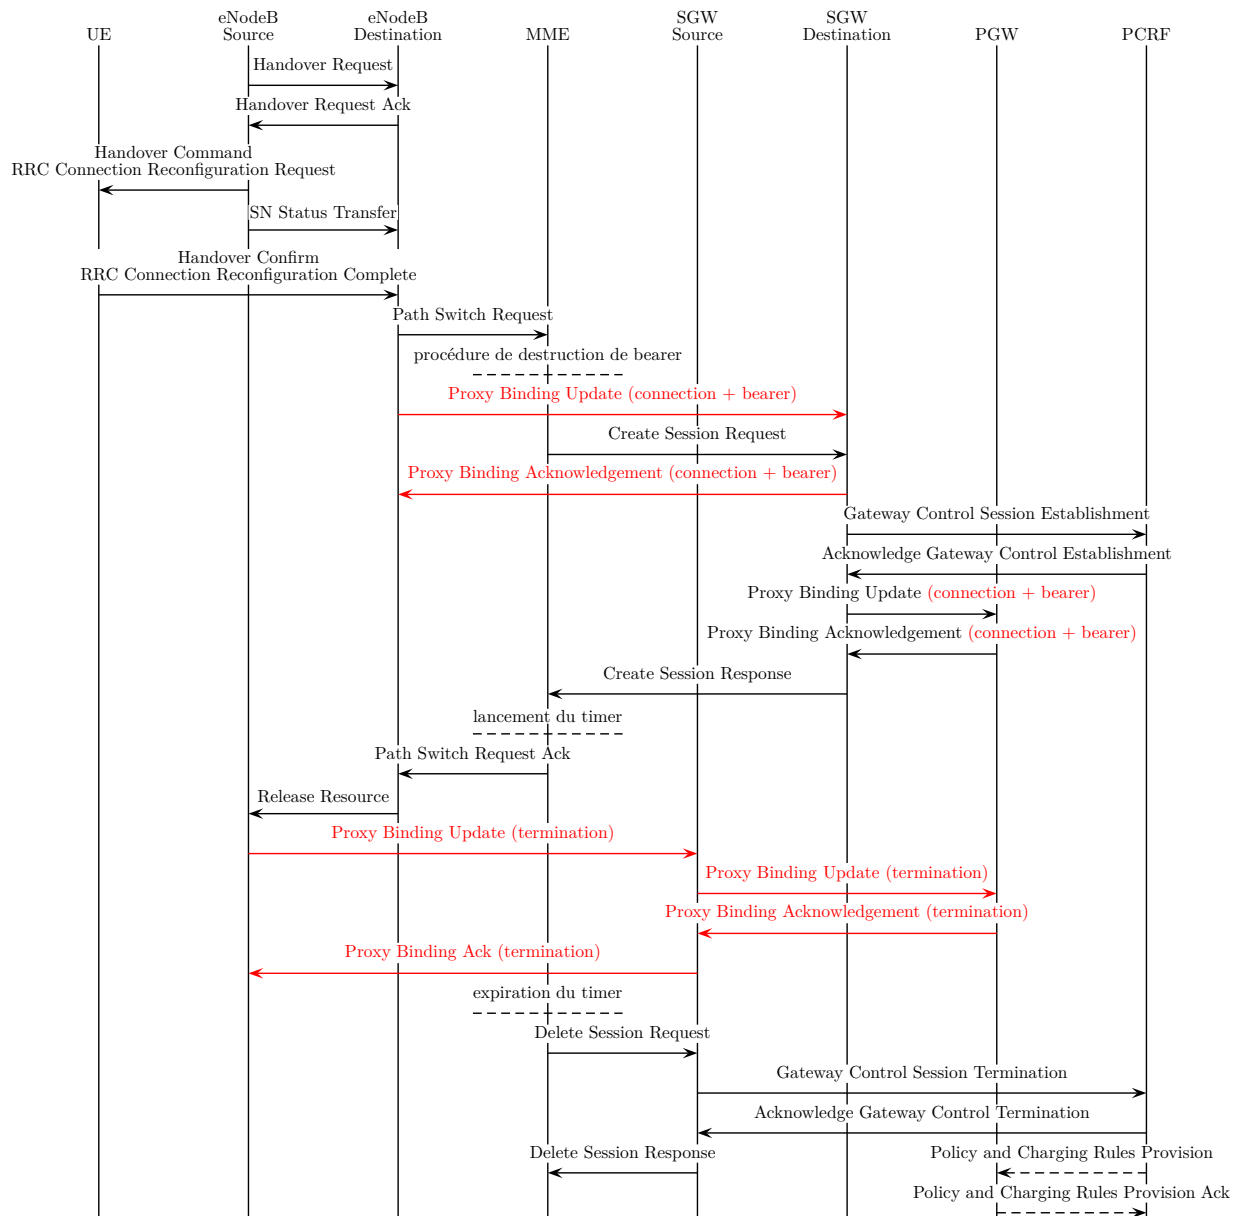 UE
eNodeB
Source
eNodeB
Destination
MME
SGW
Source
SGW
Destination
PGW
PCRF
Handover Request
Handover Request Ack
Handover Command
RRC Connection Reconfiguration Request
SN Status Transfer
Handover Confirm
RRC Connection Reconfiguration Complete
Path Switch Request
procédure de destruction de bearer
Proxy Binding Update (connection + bearer)
Create Session Request
Proxy Binding Acknowledgement (connection + bearer)
Gateway Control Session Establishment
Acknowledge Gateway Control Establishment
Proxy Binding Update (connection + bearer)
Proxy Binding Acknowledgement (connection + bearer)
Create Session Response
lancement du timer
Path Switch Request Ack
Release Resource
Proxy Binding Update (termination)
Proxy Binding Update (termination)
Proxy Binding Acknowledgement (termination)
Proxy Binding Ack (termination)
expiration du timer
Delete Session Request
Gateway Control Session Termination
Acknowledge Gateway Control Termination
Delete Session Response
Policy and Charging Rules Provision
Policy and Charging Rules Provision Ack